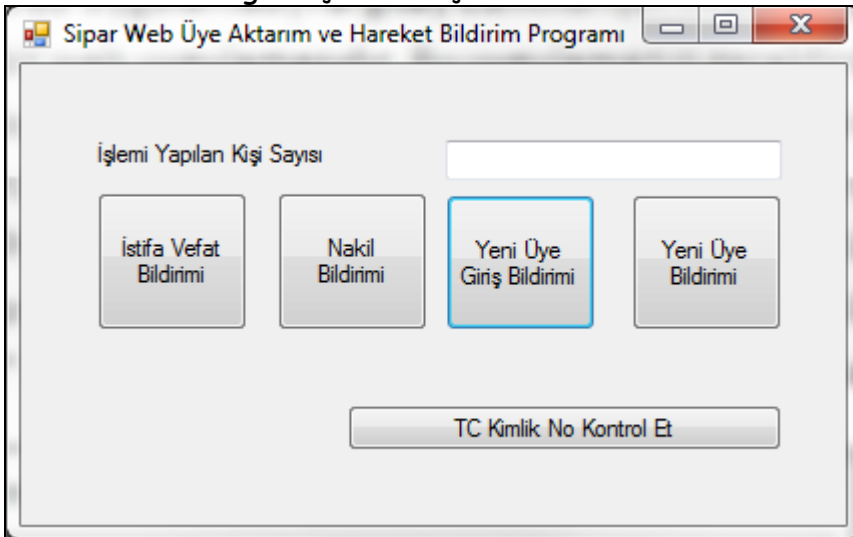 Sipar Web Üye Aktarım ve Hareket Bildirim Programı
İşlemi Yapılan Kişi Sayısı
İstifa Vefat
Bildirimi
Nakil
Bildirimi
Yeni Üye
Giriş Bildirimi
Yeni Üye
Bildirimi
TC Kimlik No Kontrol Et